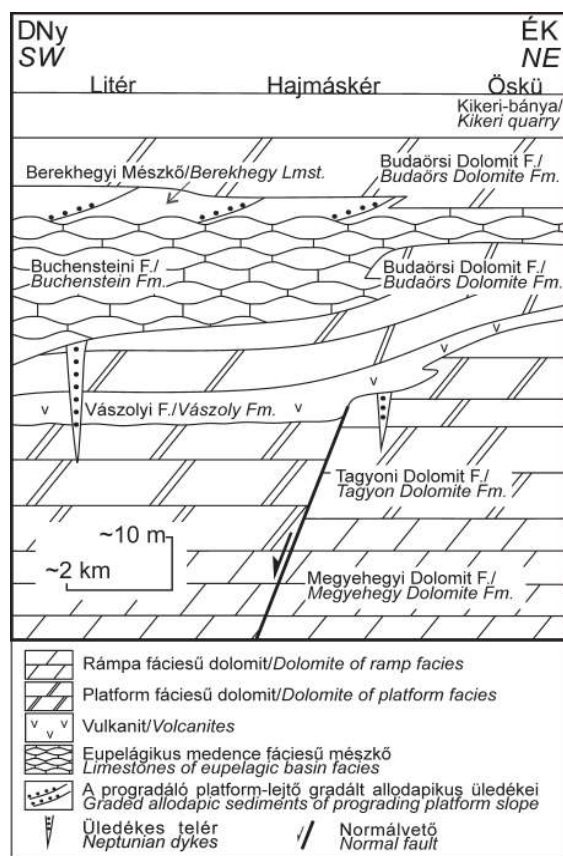 DNy
SW
ÉK
NE
Litér
Hajmáskér
Öskü
Kikeri-bánya/
Kikeri quarry
Berekhegyi Mészkő/Berekhegy Lmst.
Budaörsi Dolomit F./
Budaörs Dolomite Fm.
Buchensteini F./
Buchenstein Fm.
Budaörsi Dolomit F./
Budaörs Dolomite Fm.
v
v
v
v
v
Vászolyi F./Vászoly Fm.
Tagyoni Dolomit F./
Tagyon Dolomite Fm.
~10 m
~2 km
Megyehegyi Dolomit F./
Megyehegy Dolomite Fm.
Rámpa fáciesű dolomit/Dolomite of ramp facies
Platform fáciesű dolomit/Dolomite of platform facies
v v v
v
Vulkanit/Volcanites
Eupelágikus medence fáciesű mészkő
Limestones of eupelagic basin facies
A progradáló platform-lejtő gradált allodapikus üledékei
Graded allodapic sediments of prograding platform slope
Üledékes telér
Neptunian dykes
Normálvető
Normal fault